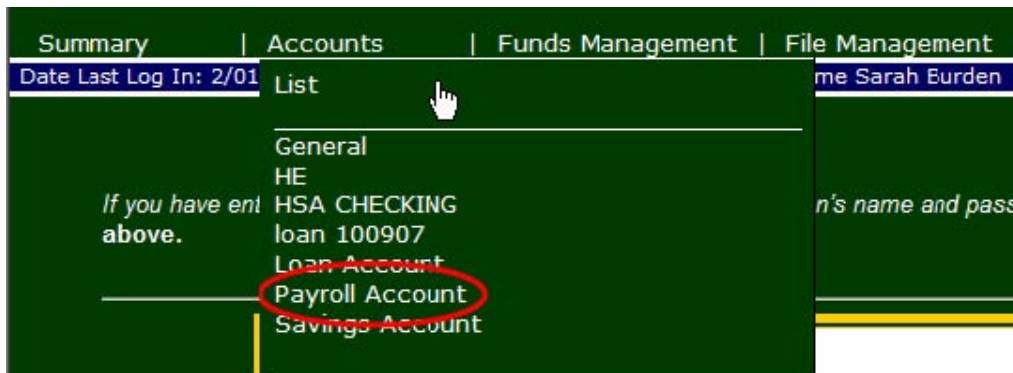 Summary | Accounts | Funds Management | File Management
Date Last Log In: 2/01 me Sarah Burden
List
General
HE
If you have ent HSA CHECKING n's name and pass
above. loan 100907
Loan Account
Payroll Account
Savings Account